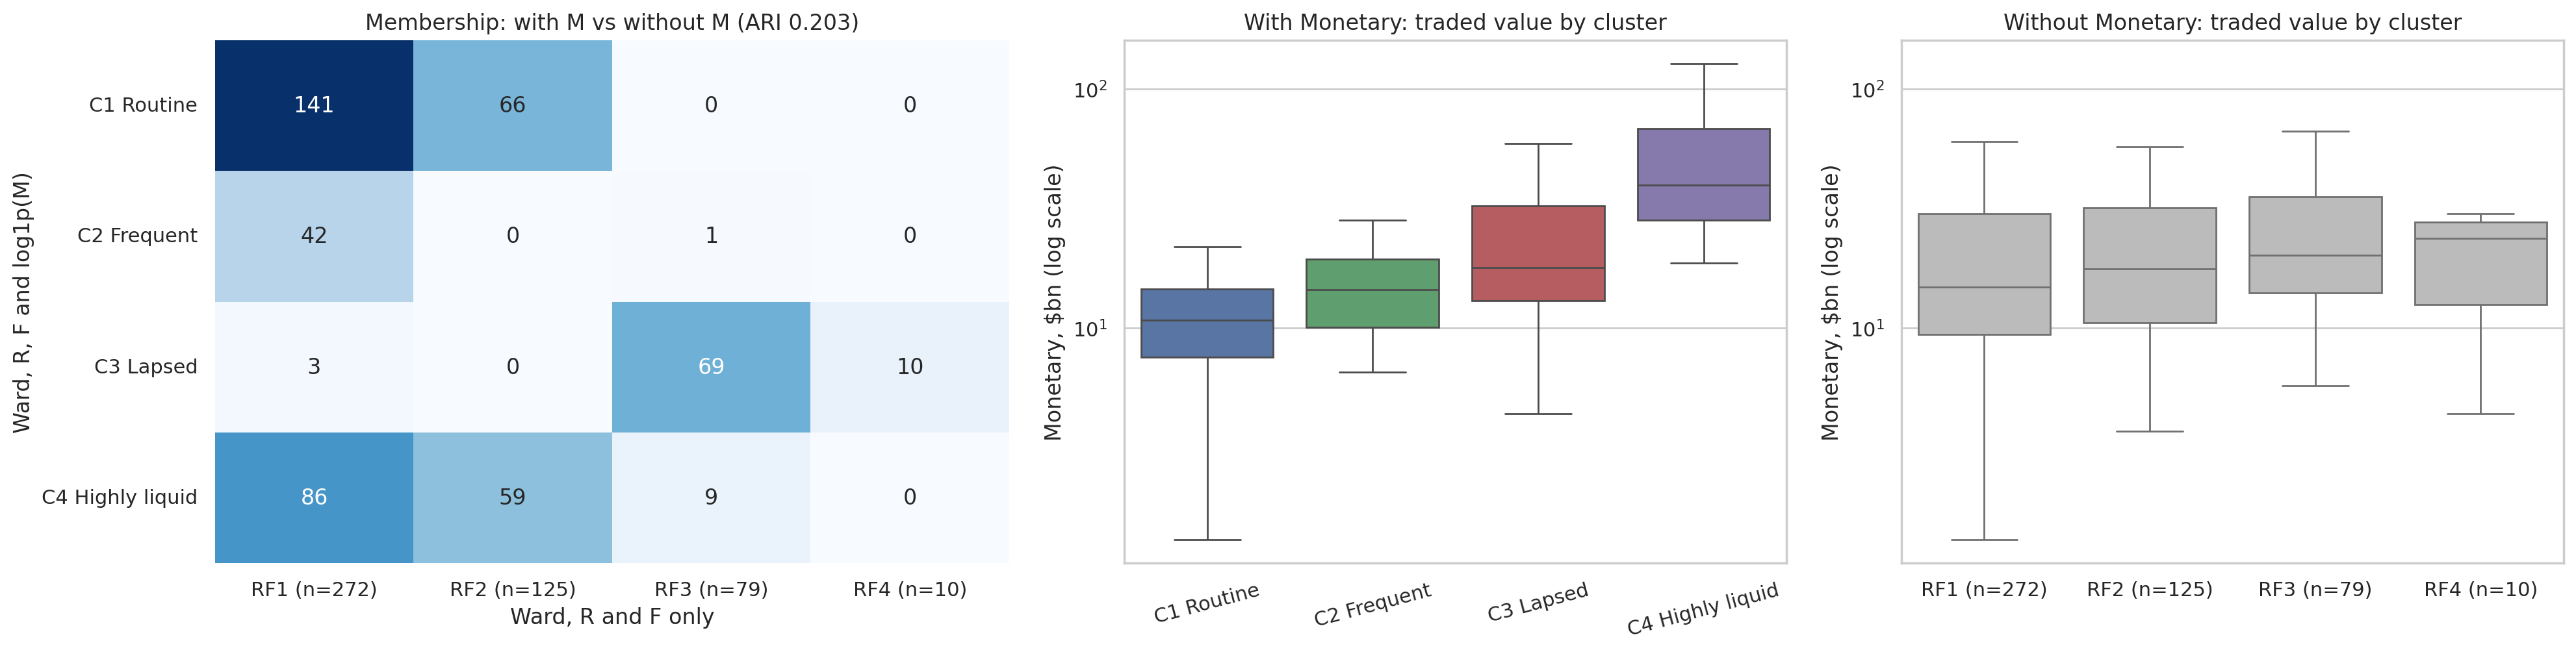 Membership: with M vs without M (ARI 0.203)
Ward, R, F and log1p(M)
C1 Routine
141 66 0 0
C2 Frequent
42 0 1 0
C3 Lapsed
3 0 69 10
C4 Highly liquid
86 59 9 0
RF1 (n=272) RF2 (n=125) RF3 (n=79) RF4 (n=10)
Ward, R and F only
With Monetary: traded value by cluster
Monetary, $bn (log scale)
10²
10¹
C1 Routine C2 Frequent C3 Lapsed C4 Highly liquid
Without Monetary: traded value by cluster
Monetary, $bn (log scale)
10²
10¹
RF1 (n=272) RF2 (n=125) RF3 (n=79) RF4 (n=10)